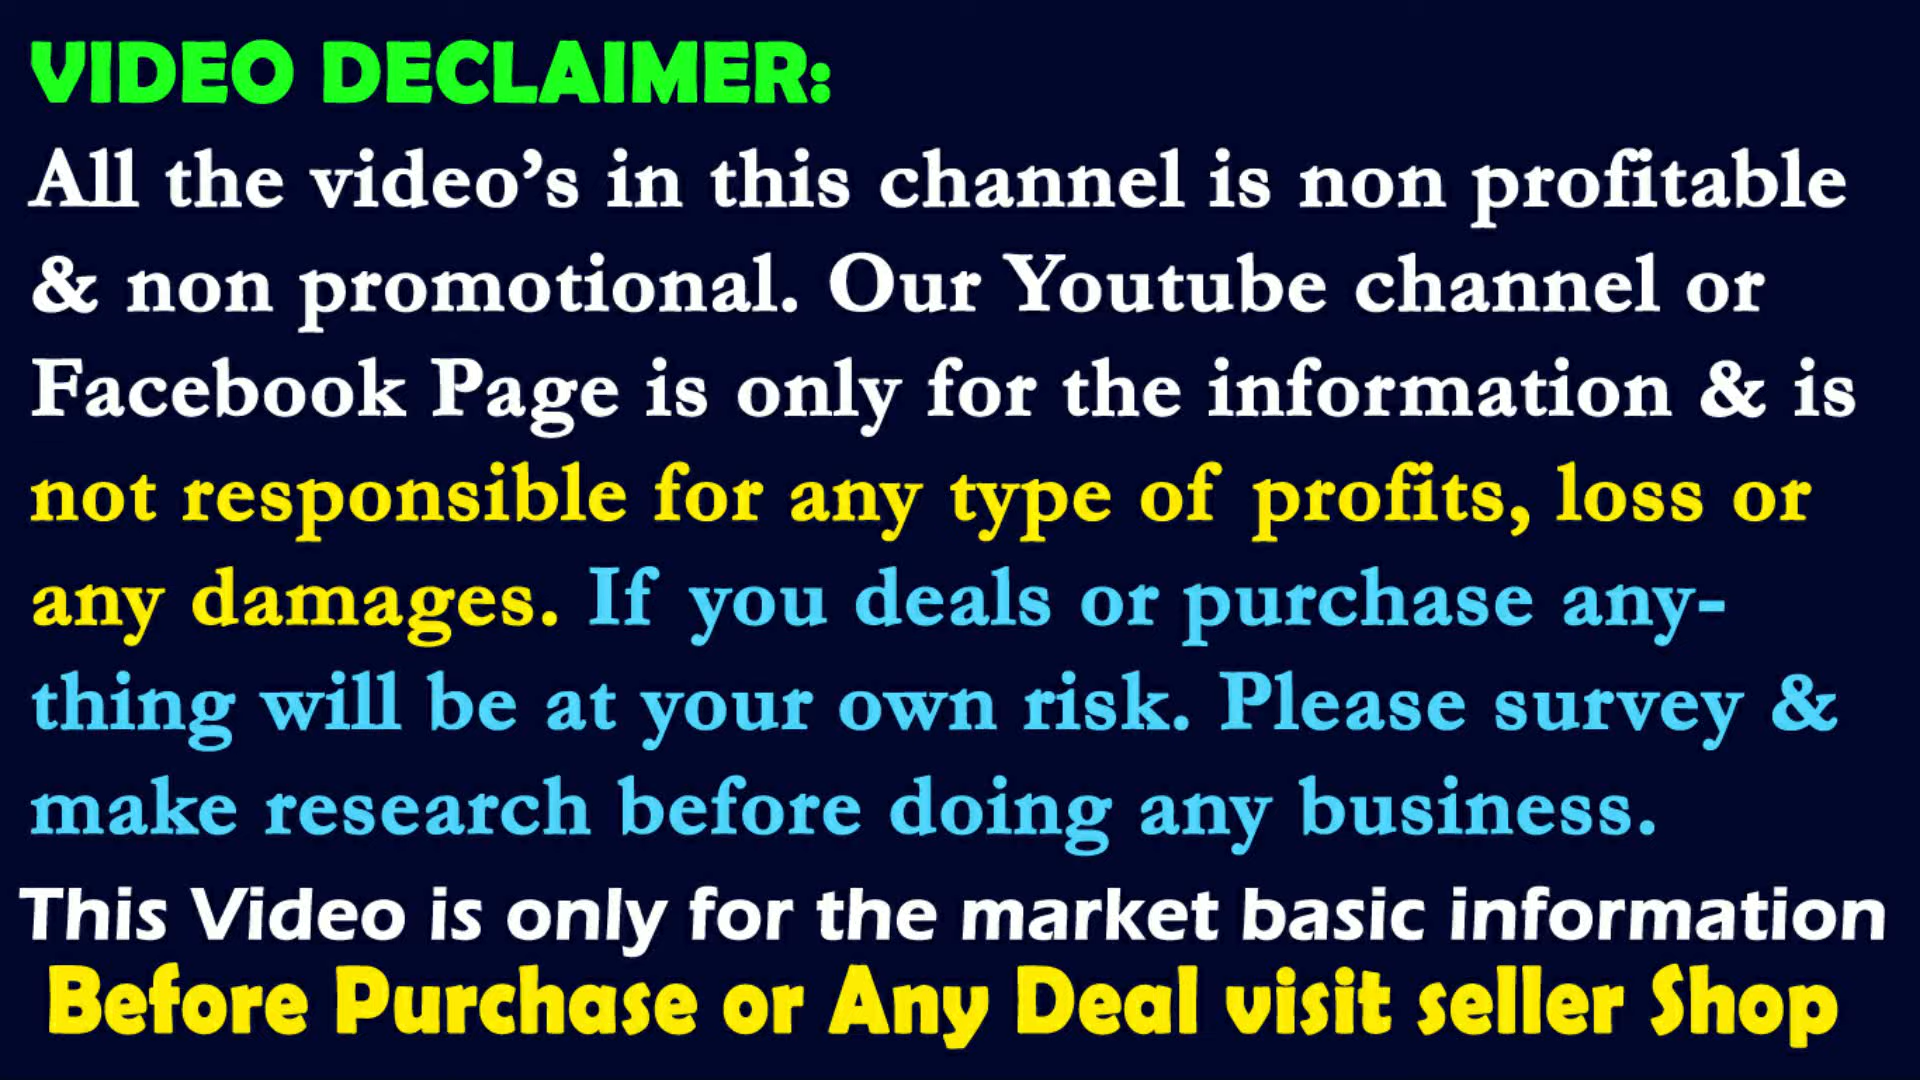 VIDEO DECLAIMER:
All the video’s in this channel is non profitable
& non promotional. Our Youtube channel or
Facebook Page is only for the information & is
not responsible for any type of profits, loss or
any damages. If you deals or purchase any-
thing will be at your own risk. Please survey &
make research before doing any business.
This Video is only for the market basic information
Before Purchase or Any Deal visit seller Shop